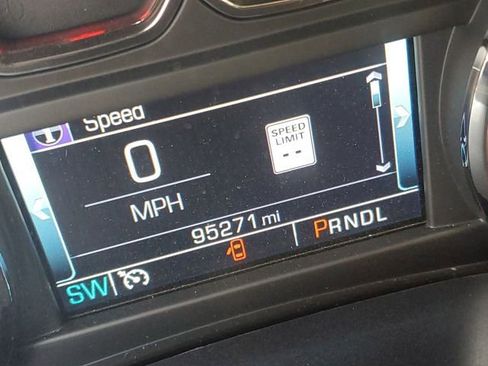 Speed
0
SPEED
LIMIT
--
MPH
95271 mi
PRNDL
SW